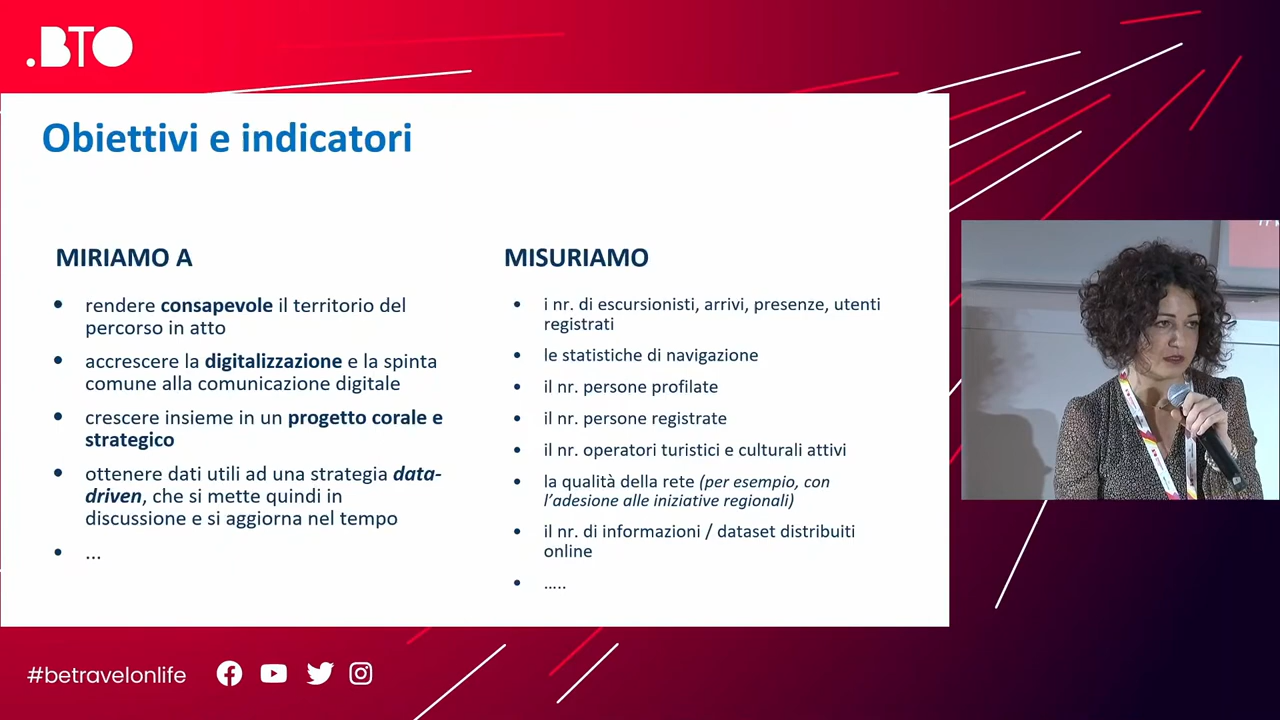 .BTO
Obiettivi e indicatori
MIRIAMO A
• rendere consapevole il territorio del
percorso in atto
• accrescere la digitalizzazione e la spinta
comune alla comunicazione digitale
• crescere insieme in un progetto corale e
strategico
• ottenere dati utili ad una strategia data-
driven, che si mette quindi in
discussione e si aggiorna nel tempo
• ...
MISURIAMO
• i nr. di escursionisti, arrivi, presenze, utenti
registrati
• le statistiche di navigazione
• il nr. persone profilate
• il nr. persone registrate
• il nr. operatori turistici e culturali attivi
• la qualità della rete (per esempio, con
l'adesione alle iniziative regionali)
• il nr. di informazioni / dataset distribuiti
online
• .....
#betravelonlife